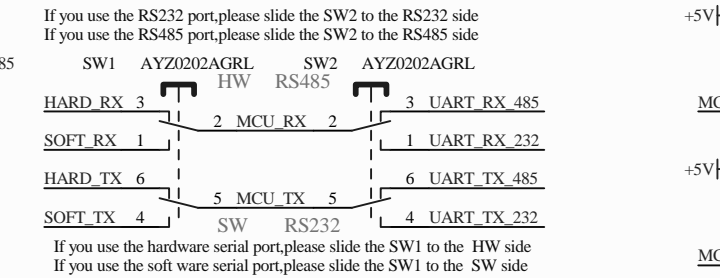 If you use the RS232 port,please slide the SW2 to the RS232 side
If you use the RS485 port,please slide the SW2 to the RS485 side
+5V
85
SW1 AYZ0202AGRL SW2 AYZ0202AGRL
HW RS485
HARD_RX 3 3 UART_RX_485
MC
2 MCU_RX 2
SOFT_RX 1 1 UART_RX_232
+5V
HARD_TX 6 6 UART_TX_485
5 MCU_TX 5
SOFT_TX 4 4 UART_TX_232
SW RS232
If you use the hardware serial port,please slide the SW1 to the HW side
MC
If you use the soft ware serial port,please slide the SW1 to the SW side